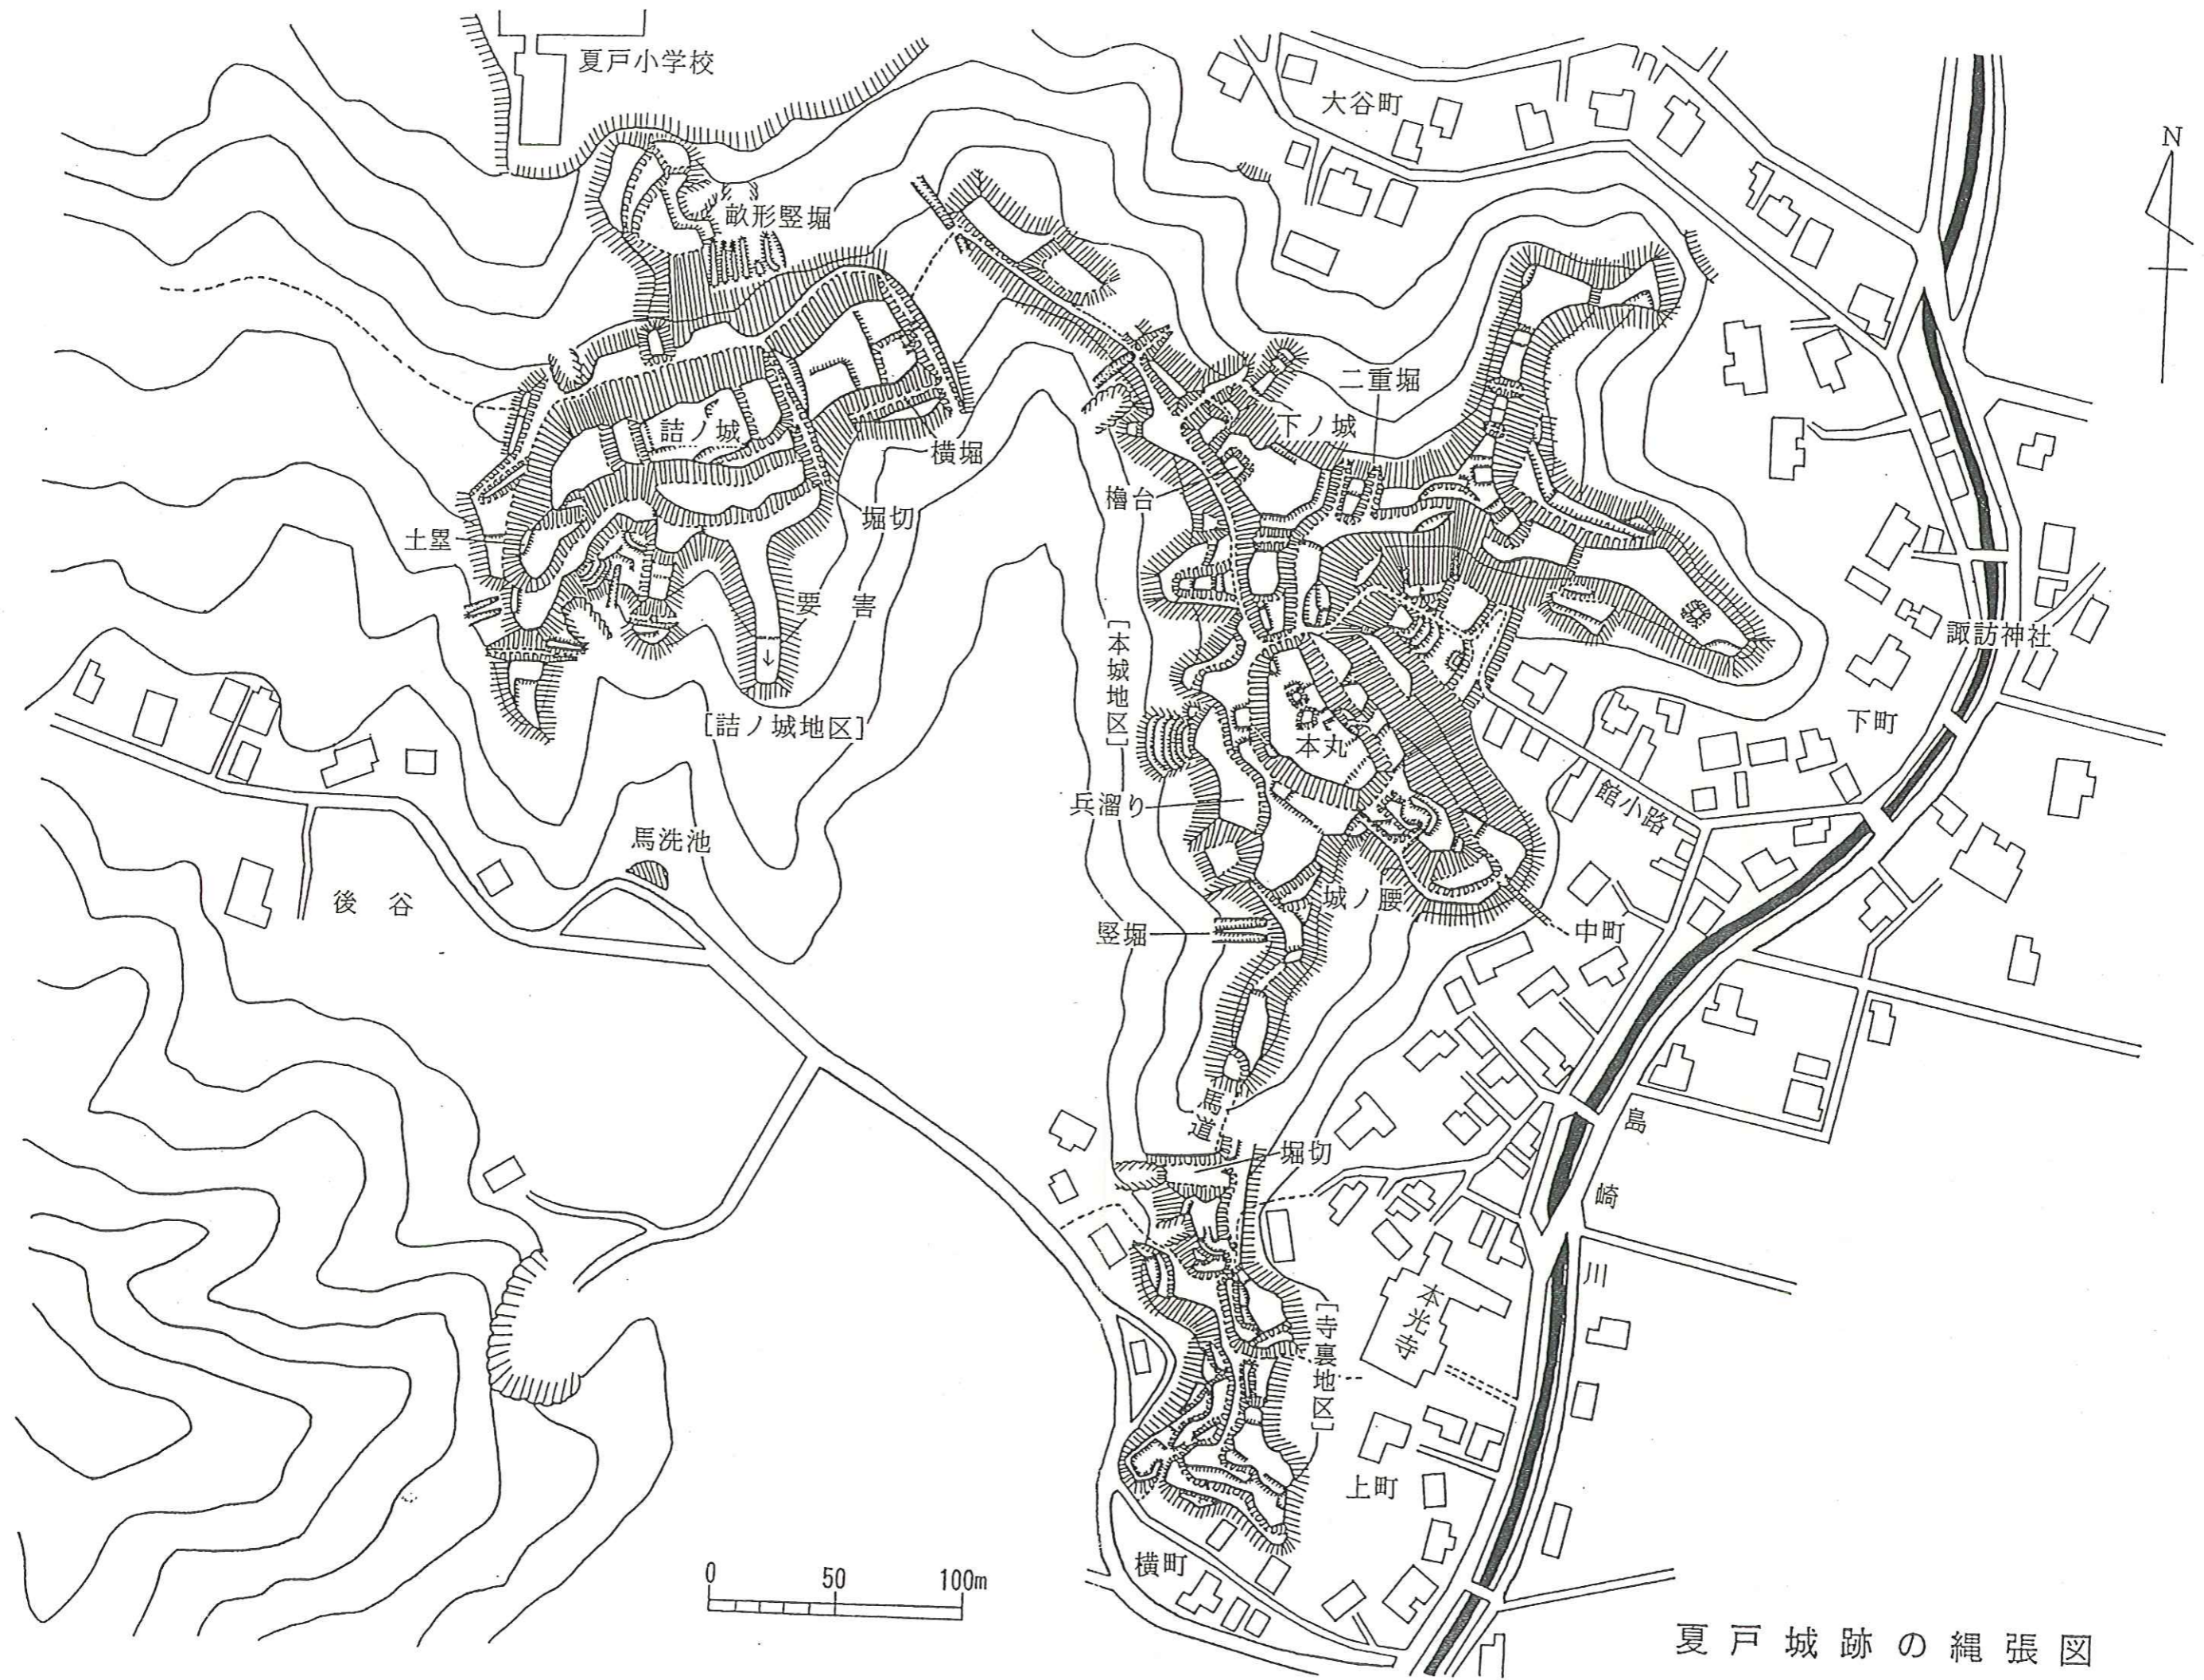 夏戸小学校
大谷町
N
畝形竪堀
二重堀
下ノ城
詰ノ城
横堀
櫓台
堀切
土塁
要害
[本城地区]
諏訪神社
[詰ノ城地区]
下町
本丸
兵溜り
館小路
馬洗池
後谷
城ノ腰
竪堀
中町
馬道
島崎川
堀切
本光寺
[寺裏地区]
上町
横町
0 50 100m
夏戸城跡の縄張図